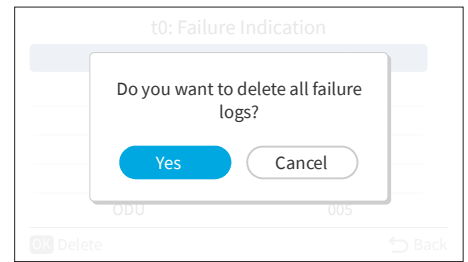 t0: Failure Indication
Do you want to delete all failure
logs?
Yes
Cancel
ODU 005
OK Delete
Back